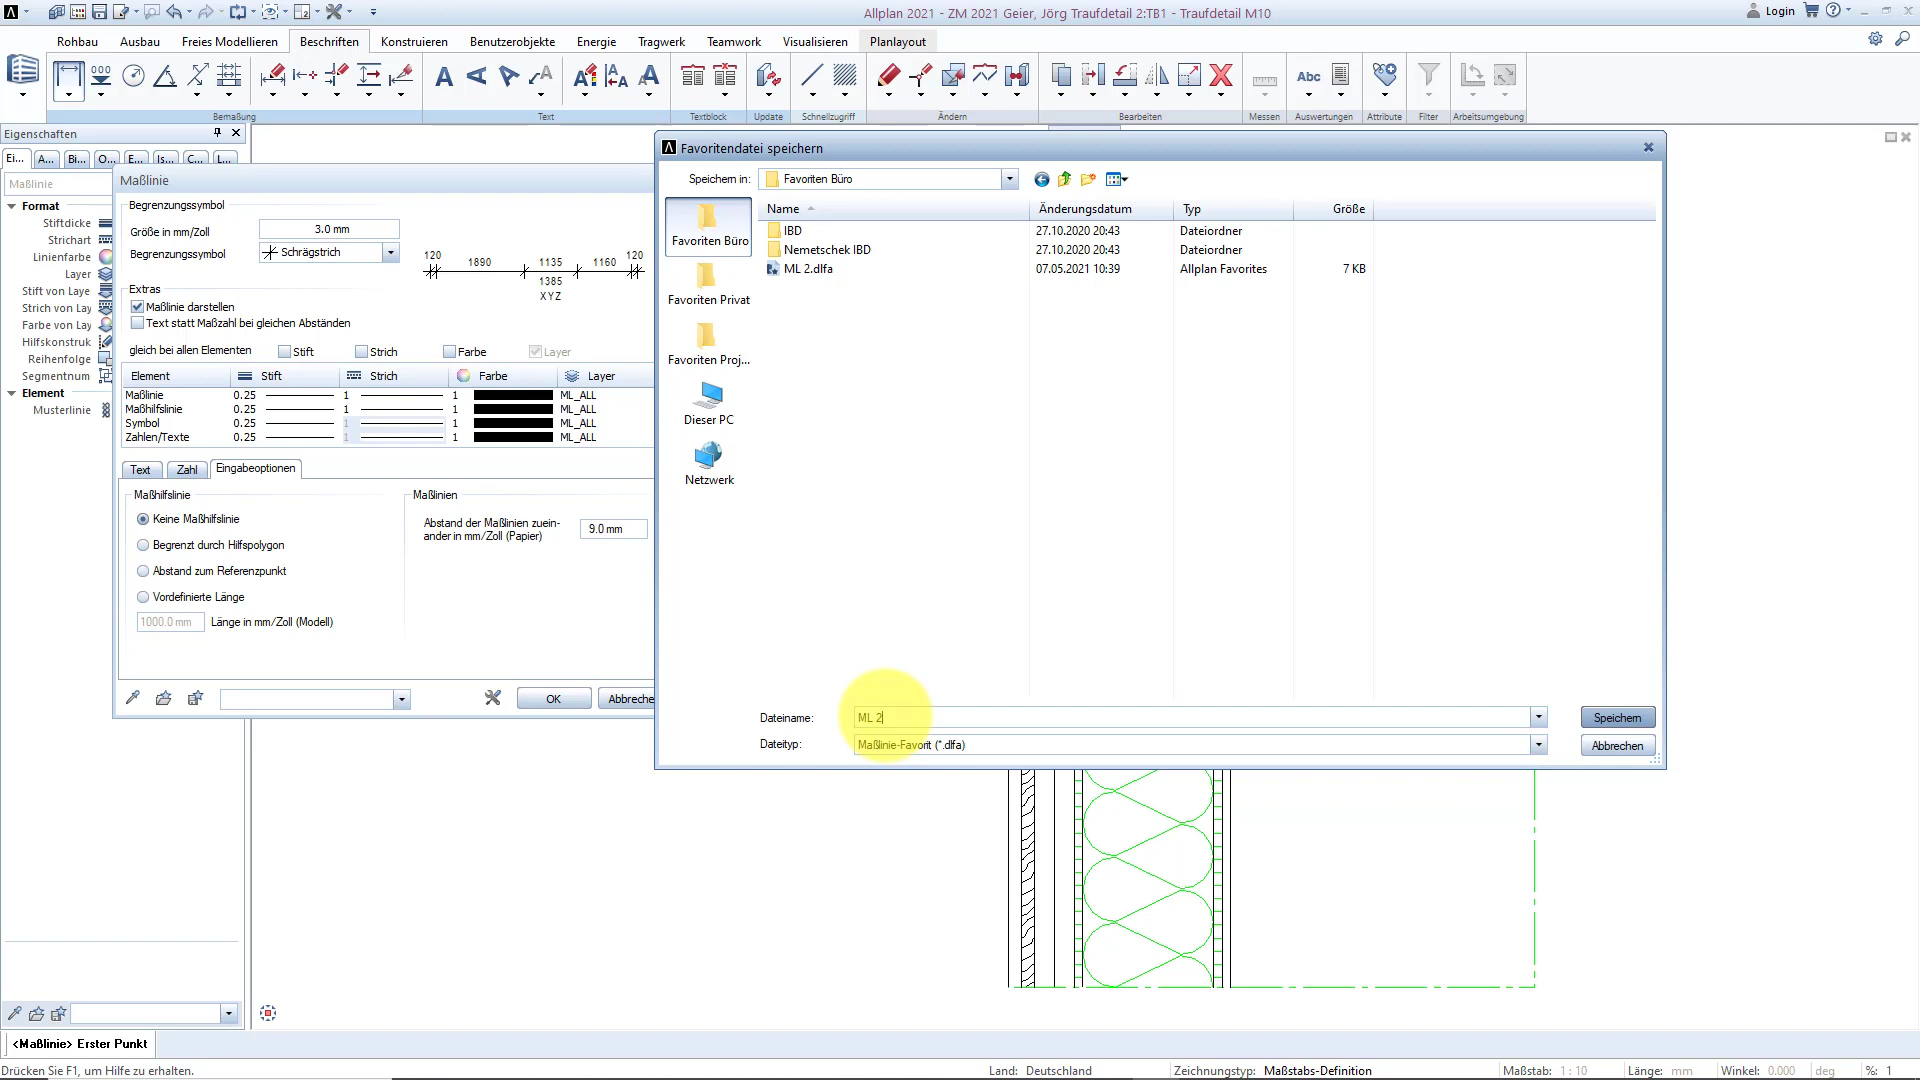 Allplan 2021 - ZM 2021 Geier, Jörg Traufdetail 2:TB1 - Traufdetail M10
Login
Rohbau Ausbau Freies Modellieren Beschriften Konstruieren Benutzerobjekte Energie Tragwerk Teamwork Visualisieren Planlayout
Abc
Bemaßung Text Textblock Update Schnellzugriff Ändern Bearbeiten Messen Auswertungen Attribute Filter Arbeitsumgebung
Eigenschaften
Ei... A... Bi... O... E... Is... C... L...
Maßlinie
Format
Stiftdicke
Strichart
Linienfarbe
Layer
Stift von Laye
Strich von Lay
Farbe von Lay
Hilfskonstruk
Reihenfolge
Segmentnum
Element
Musterlinie
Maßlinie
Begrenzungssymbol
Größe in mm/Zoll 3.0 mm
Begrenzungssymbol Schrägstrich
120 1890 1135 1160 120
1385
XYZ
Extras
Maßlinie darstellen
Text statt Maßzahl bei gleichen Abständen
gleich bei allen Elementen Stift Strich Farbe Layer
Element Stift Strich Farbe Layer
Maßlinie 0.25 1 1 ML_ALL
Maßhilfslinie 0.25 1 1 ML_ALL
Symbol 0.25 1 1 ML_ALL
Zahlen/Texte 0.25 1 1 ML_ALL
Text Zahl Eingabeoptionen
Maßhilfslinie
Keine Maßhilfslinie
Begrenzt durch Hilfspolygon
Abstand zum Referenzpunkt
Vordefinierte Länge
1000.0 mm Länge in mm/Zoll (Modell)
Maßlinien
Abstand der Maßlinien zuein-
ander in mm/Zoll (Papier) 9.0 mm
OK Abbreche
Favoritendatei speichern
Speichern in: Favoriten Büro
Favoriten Büro
Favoriten Privat
Favoriten Proj...
Dieser PC
Netzwerk
Name Änderungsdatum Typ Größe
IBD 27.10.2020 20:43 Dateiordner
Nemetschek IBD 27.10.2020 20:43 Dateiordner
ML 2.dlfa 07.05.2021 10:39 Allplan Favorites 7 KB
Dateiname: ML 2 Speichern
Dateityp: Maßlinie-Favorit (*.dlfa) Abbrechen
<Maßlinie> Erster Punkt
Drücken Sie F1, um Hilfe zu erhalten. Land: Deutschland Zeichnungstyp: Maßstabs-Definition Maßstab: 1 : 10 Länge: mm Winkel: 0.000 deg %: 1